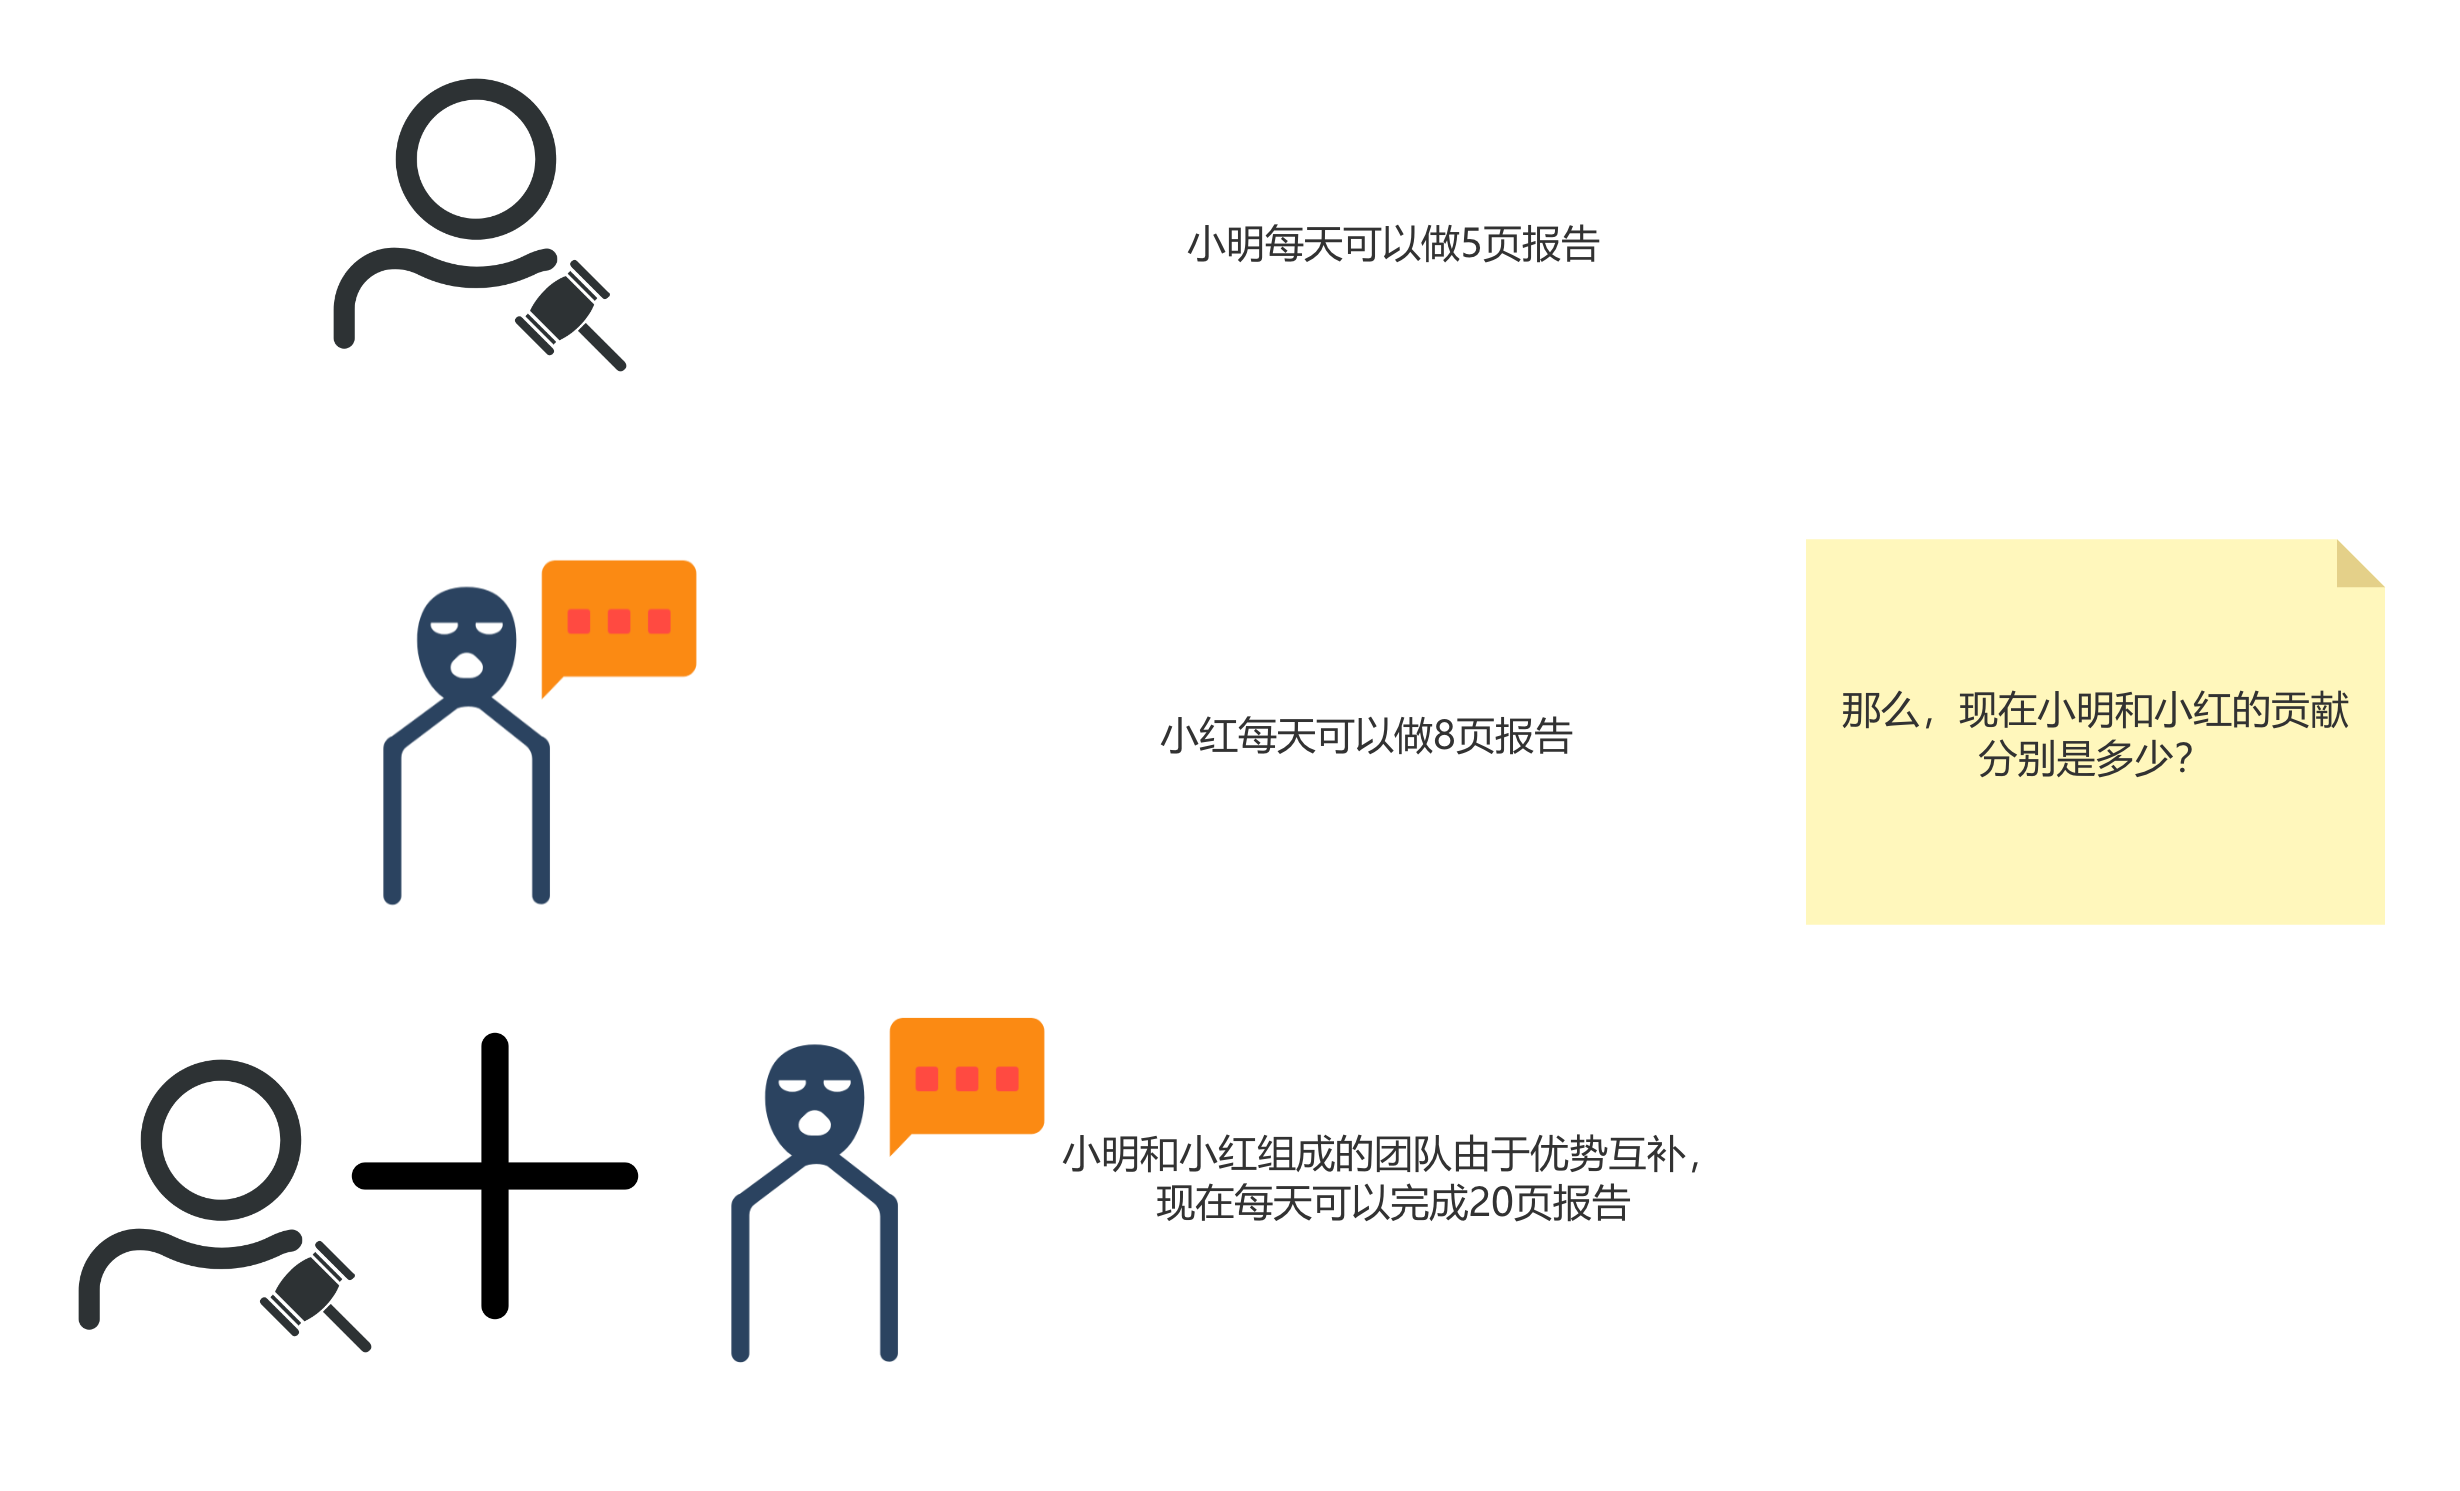 小明每天可以做5页报告
小红每天可以做8页报告
那么，现在小明和小红的贡献
分别是多少？
小明和小红组成的团队由于优势互补，
现在每天可以完成20页报告